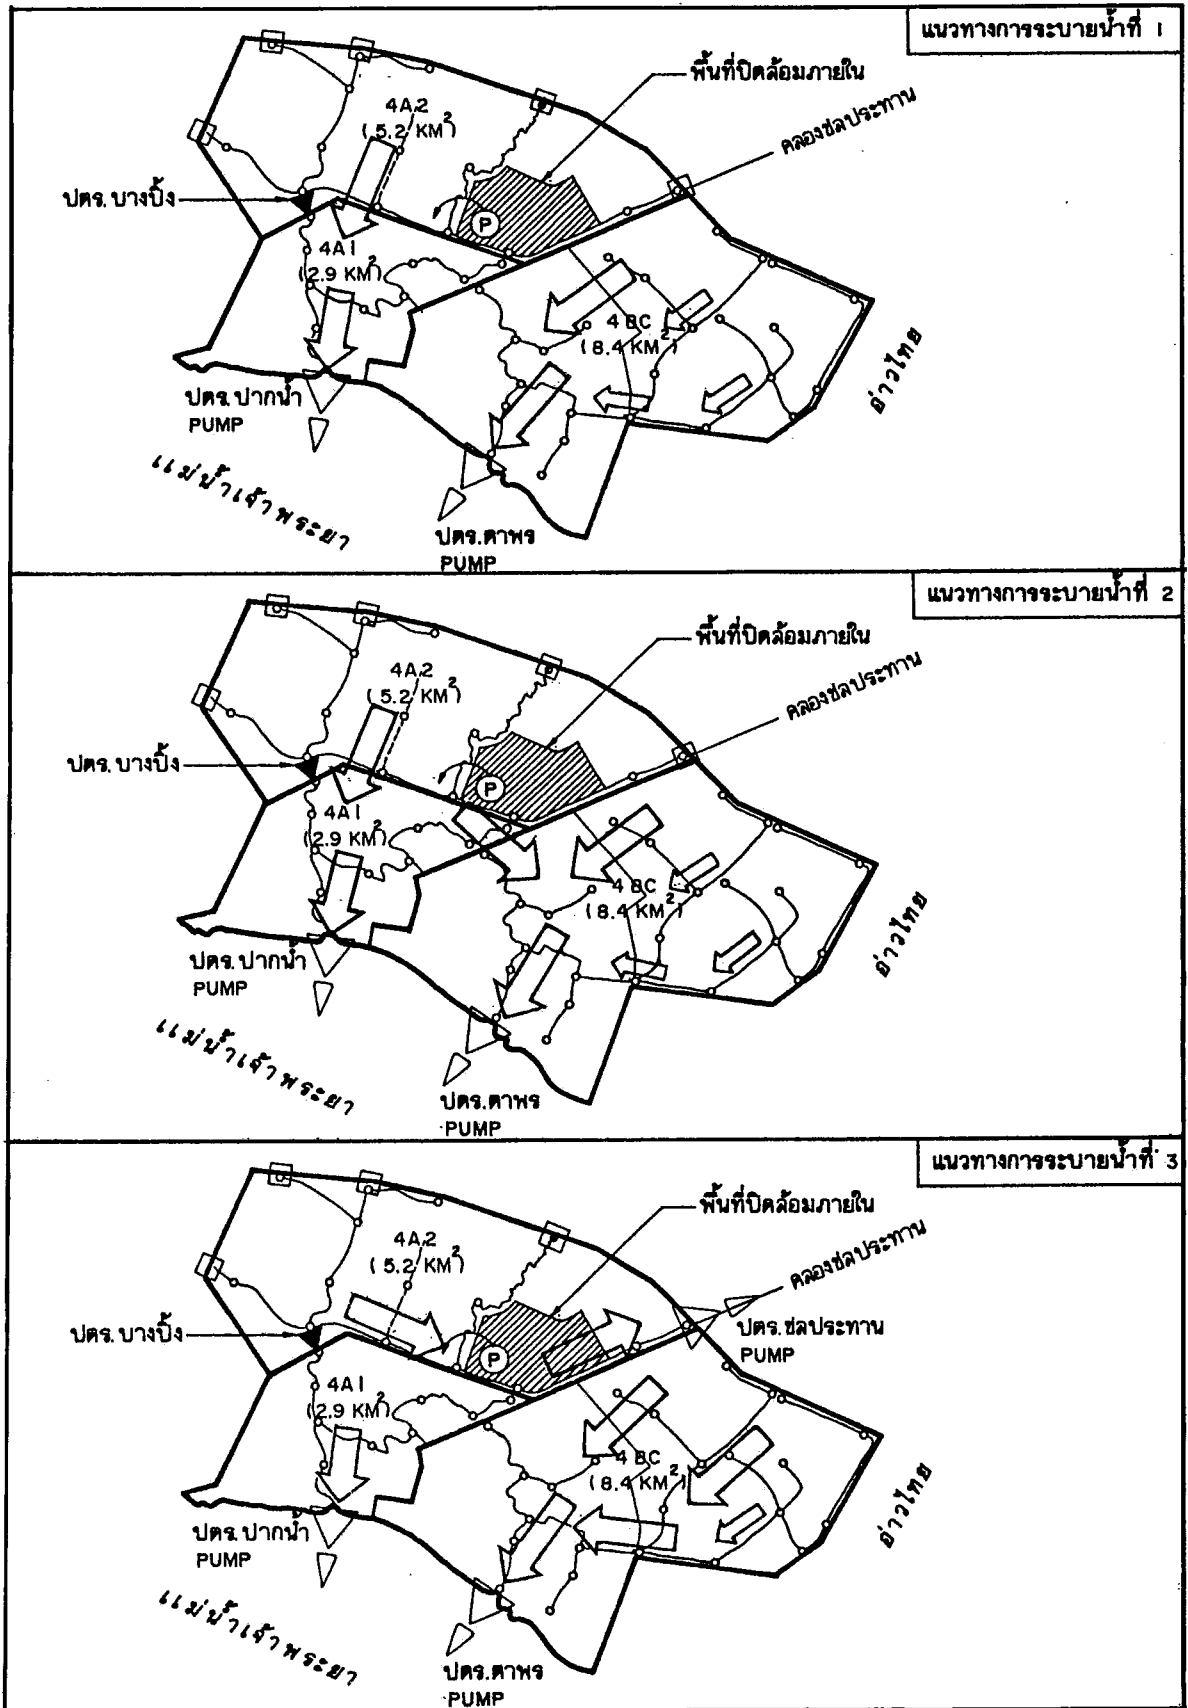 แนวทางการระบายน้ำที่ 1
พื้นที่ปิดล้อมภายใน
คลองชลประทาน
4A2
(5.2 KM²)
ปตร. บางปิ้ง
P
4A1
(2.9 KM²)
4BC
(8.4 KM²)
อ่าวไทย
ปตร. ปากน้ำ
PUMP
แม่น้ำเจ้าพระยา
ปตร.ตาพร
PUMP
แนวทางการระบายน้ำที่ 2
พื้นที่ปิดล้อมภายใน
คลองชลประทาน
4A2
(5.2 KM²)
ปตร. บางปิ้ง
P
4A1
(2.9 KM²)
4BC
(8.4 KM²)
อ่าวไทย
ปตร. ปากน้ำ
PUMP
แม่น้ำเจ้าพระยา
ปตร.ตาพร
PUMP
แนวทางการระบายน้ำที่ 3
พื้นที่ปิดล้อมภายใน
คลองชลประทาน
4A2
(5.2 KM²)
ปตร. บางปิ้ง
ปตร. ชลประทาน
PUMP
P
4A1
(2.9 KM²)
4BC
(8.4 KM²)
อ่าวไทย
ปตร. ปากน้ำ
PUMP
แม่น้ำเจ้าพระยา
ปตร.ตาพร
PUMP